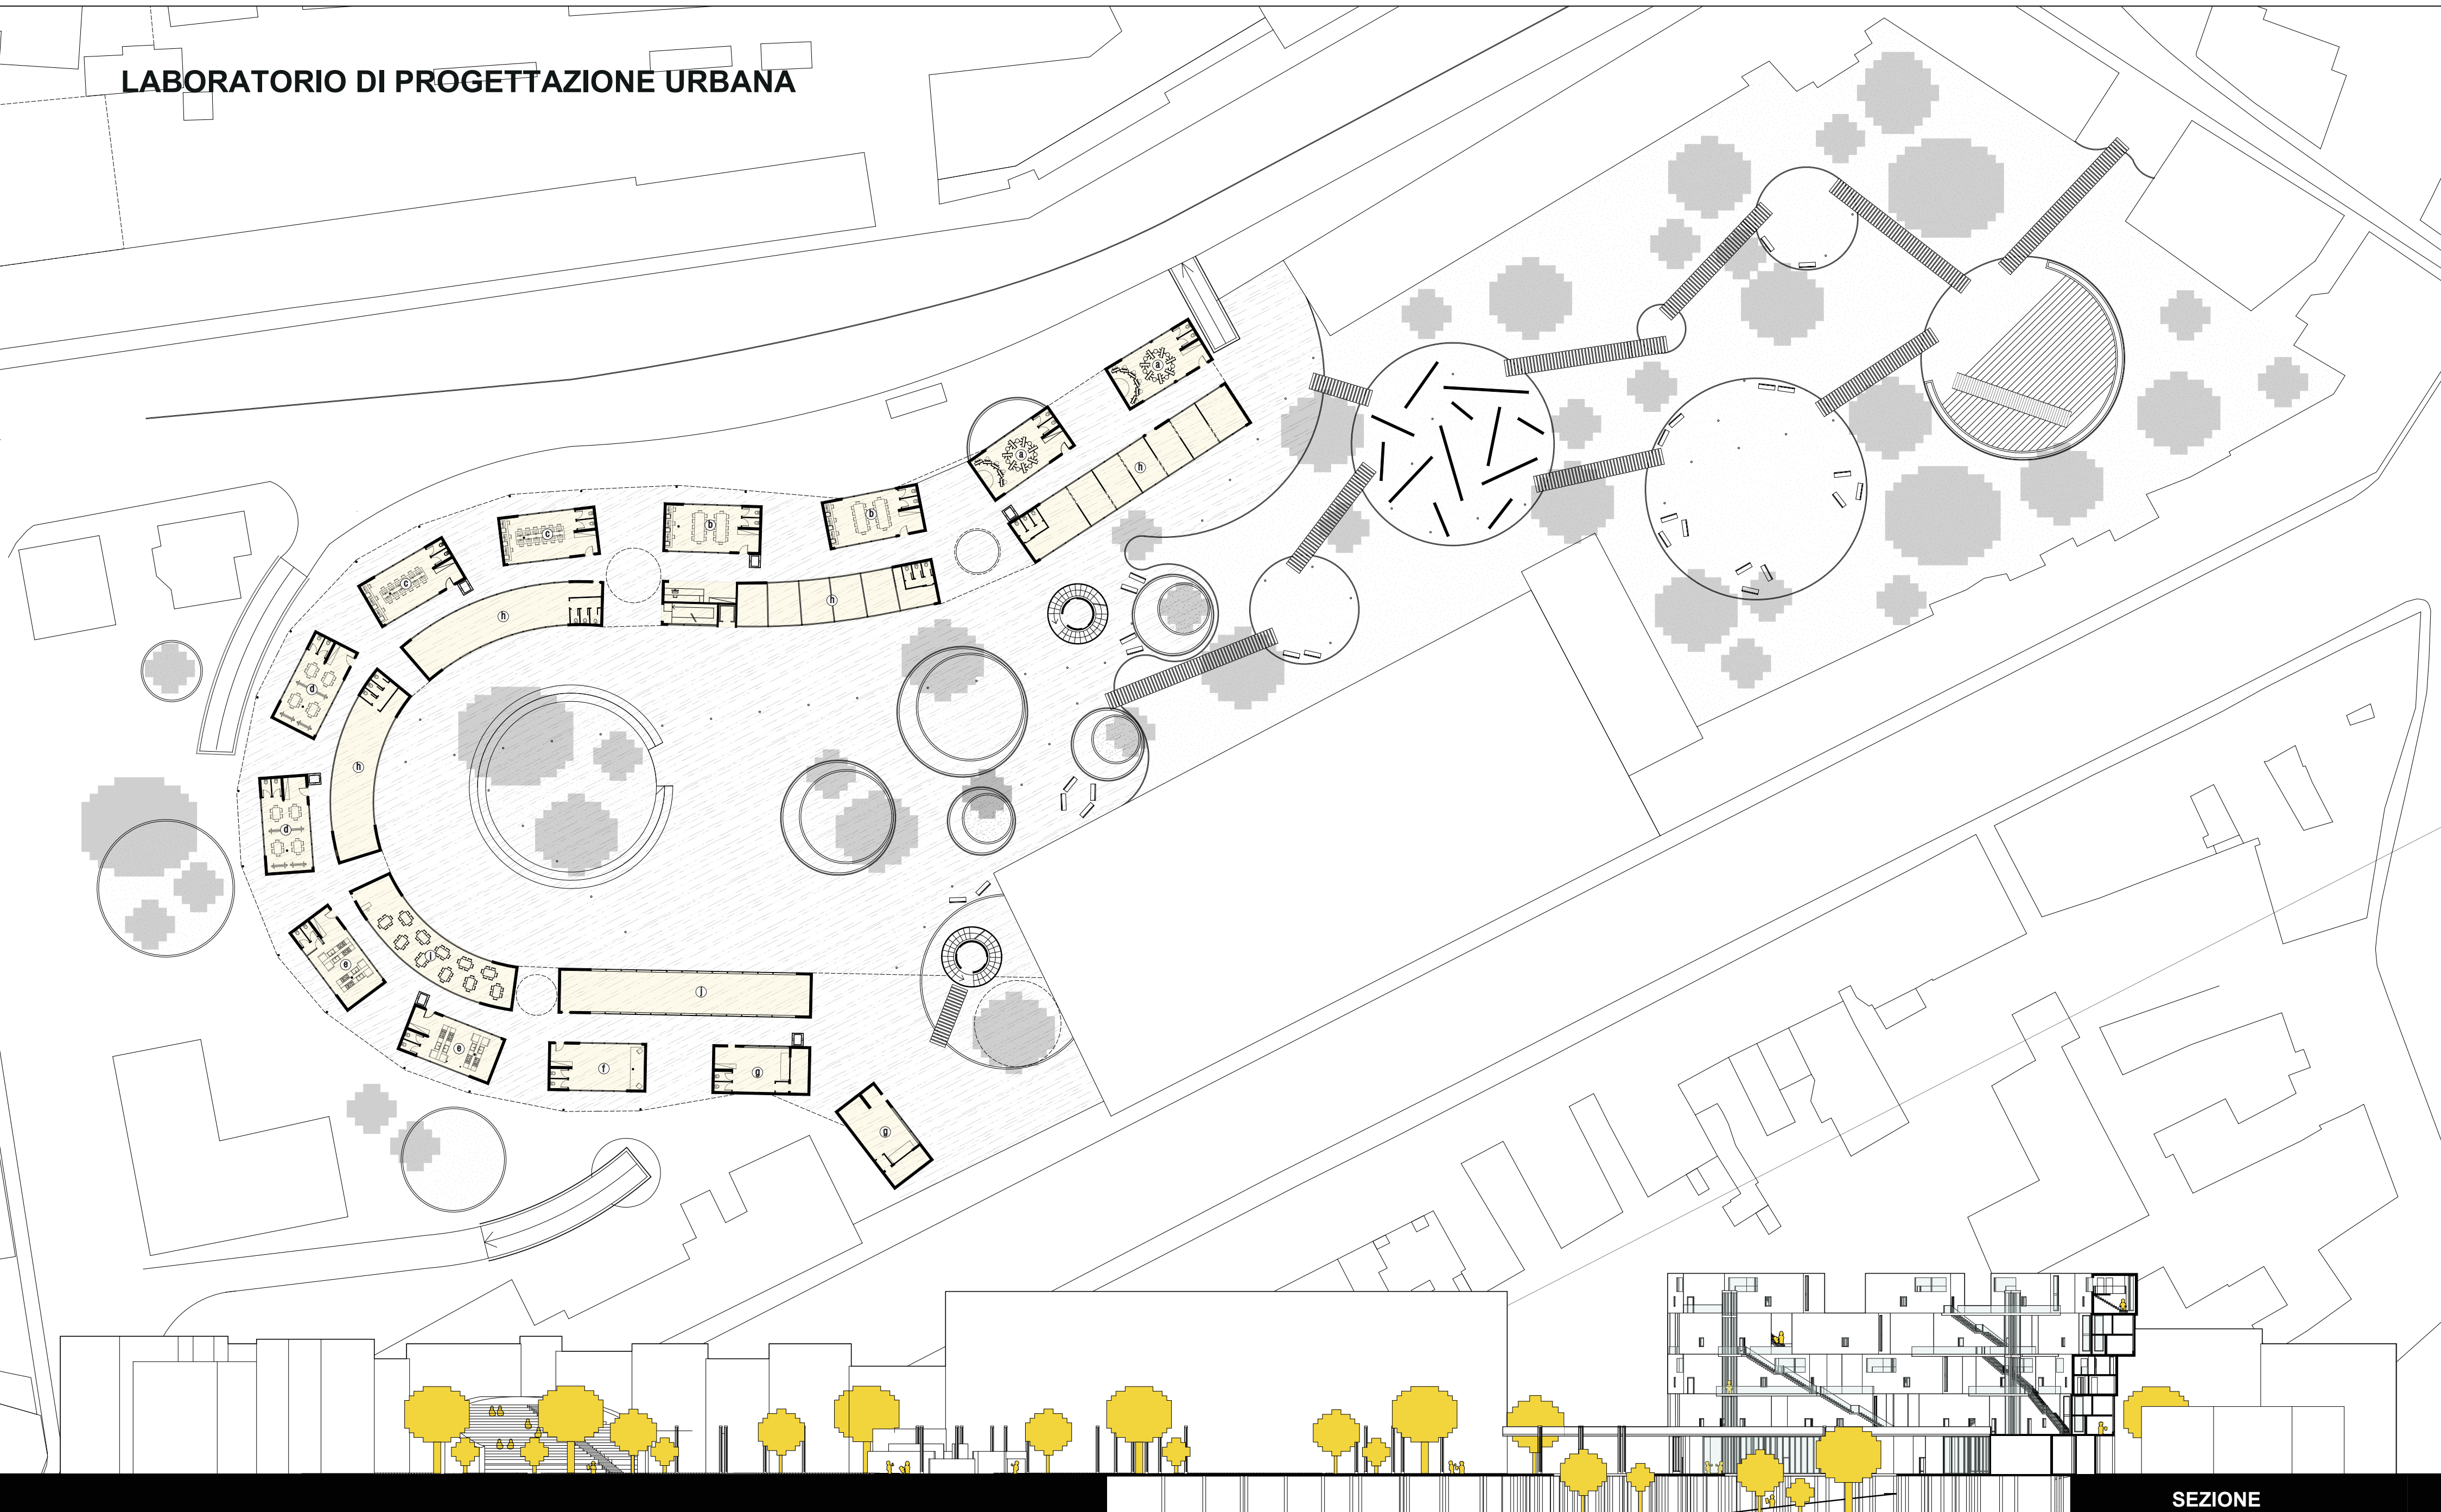 LABORATORIO DI PROGETTAZIONE URBANA
a
a
b
b
c
c
h
h
h
d
h
d
e
i
j
e
f
g
g
SEZIONE